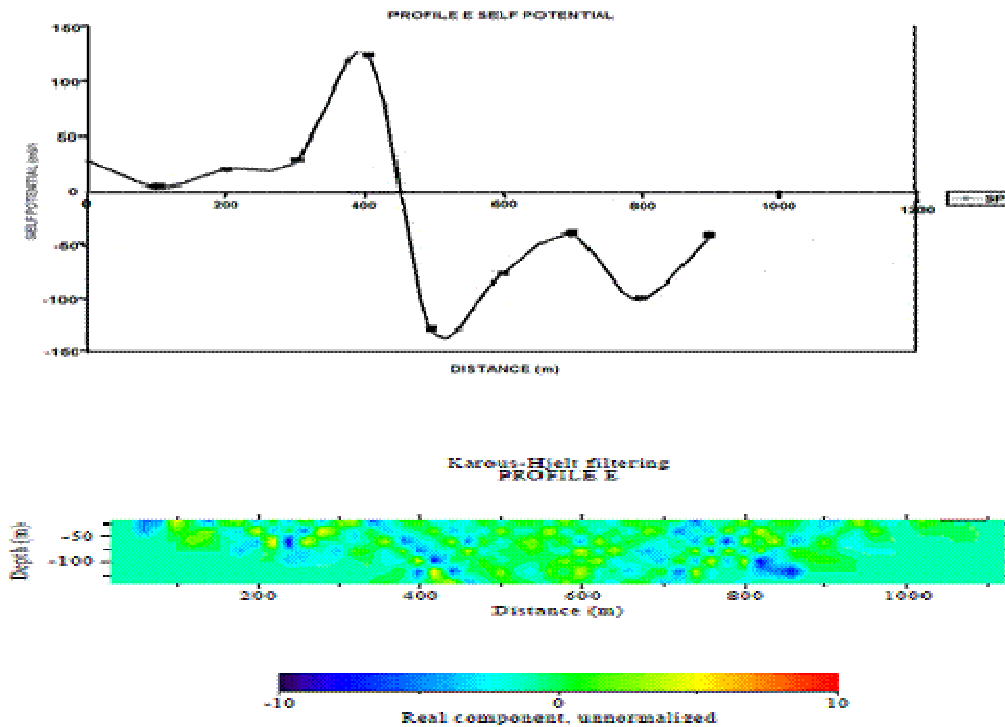 PROFILE E SELF POTENTIAL
150
100
50
0
-50
-100
-150
SELF POTENTIAL (mV)
0 200 400 600 800 1000 1200
SP
DISTANCE (m)
Karous-Hjelt filtering
PROFILE E
Depth (m)
-50
-100
200 400 600 800 1000
Distance (m)
-10 0 10
Real component, unnormalized